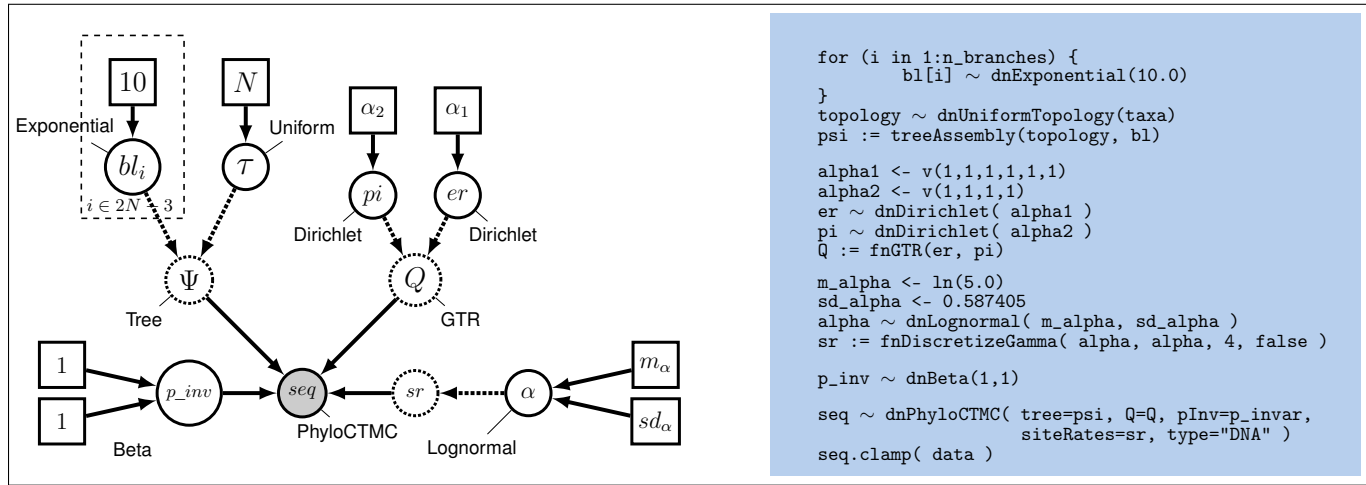 10
N
α₂
α₁
Exponential
Uniform
bl_i
τ
pi
er
i ∈ 2N − 3
Dirichlet
Dirichlet
Ψ
Q
Tree
GTR
1
m_α
p_inv
seq
sr
α
1
sd_α
PhyloCTMC
Beta
Lognormal
for (i in 1:n_branches) {
bl[i] ∼ dnExponential(10.0)
}
topology ∼ dnUniformTopology(taxa)
psi := treeAssembly(topology, bl)
alpha1 <- v(1,1,1,1,1,1)
alpha2 <- v(1,1,1,1)
er ∼ dnDirichlet( alpha1 )
pi ∼ dnDirichlet( alpha2 )
Q := fnGTR(er, pi)
m_alpha <- ln(5.0)
sd_alpha <- 0.587405
alpha ∼ dnLognormal( m_alpha, sd_alpha )
sr := fnDiscretizeGamma( alpha, alpha, 4, false )
p_inv ∼ dnBeta(1,1)
seq ∼ dnPhyloCTMC( tree=psi, Q=Q, pInv=p_invar,
siteRates=sr, type="DNA" )
seq.clamp( data )